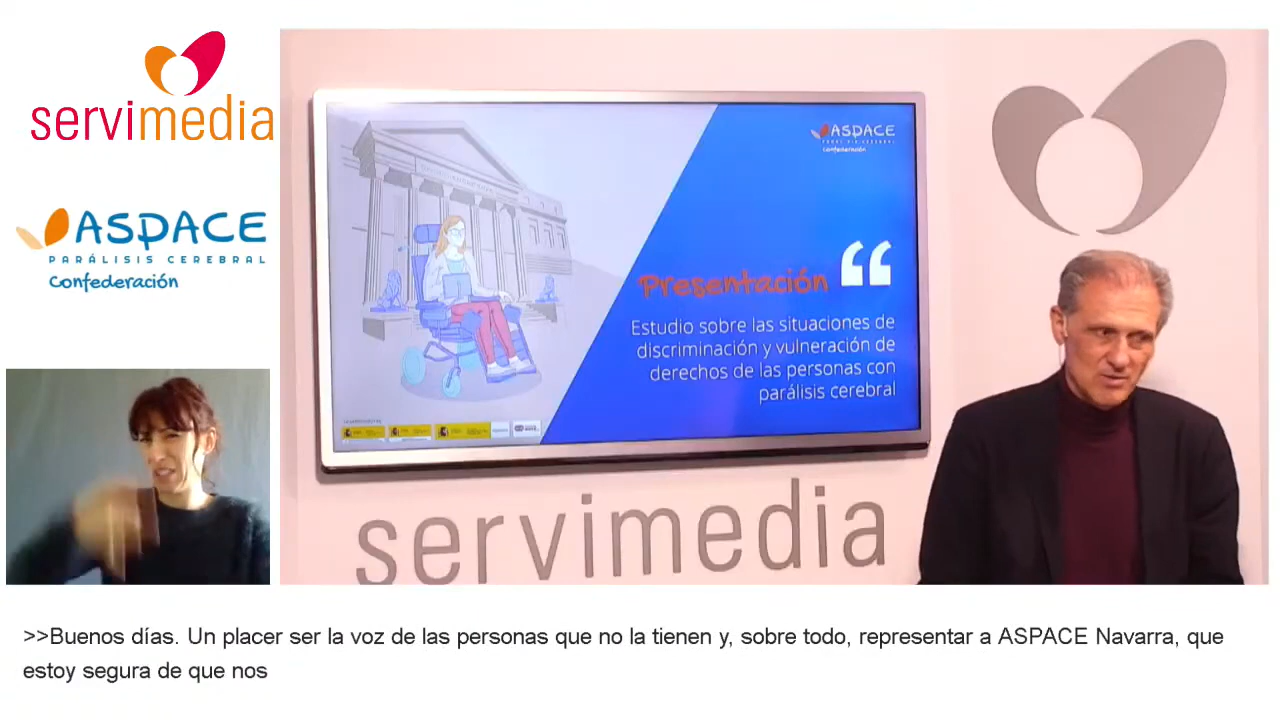 servimedia
ASPACE
PARÁLISIS CEREBRAL
Confederación
ASPACE
Confederación
Presentación
Estudio sobre las situaciones de
discriminación y vulneración de
derechos de las personas con
parálisis cerebral
servimedia
>>Buenos días. Un placer ser la voz de las personas que no la tienen y, sobre todo, representar a ASPACE Navarra, que
estoy segura de que nos